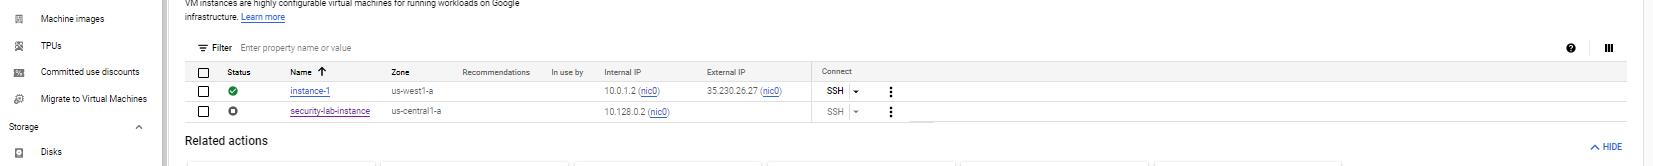 VM instances are highly configurable virtual machines for running workloads on Google
infrastructure. Learn more
Machine images
TPUs
Committed use discounts
Migrate to Virtual Machines
Storage
Disks
Filter Enter property name or value
Status Name Zone Recommendations In use by Internal IP External IP Connect
instance-1 us-west1-a 10.0.1.2 (nic0) 35.230.26.27 (nic0) SSH
security-lab-instance us-central1-a 10.128.0.2 (nic0) SSH
Related actions
HIDE